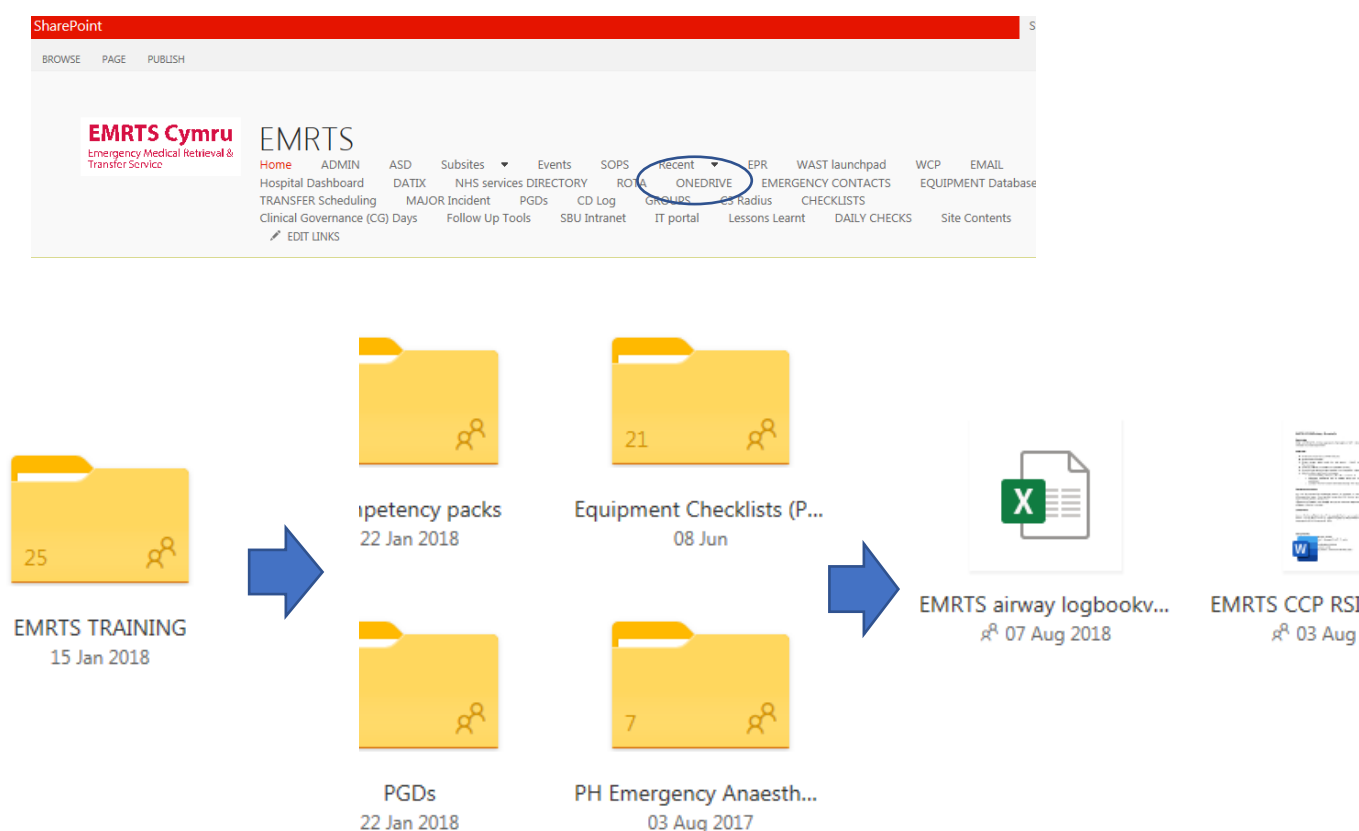 SharePoint
BROWSE PAGE PUBLISH
EMRTS Cymru
Emergency Medical Retrieval &
Transfer Service
EMRTS
Home ADMIN ASD Subsites Events SOPS Recent EPR WAST launchpad WCP EMAIL
Hospital Dashboard DATIX NHS services DIRECTORY ROTA ONEDRIVE EMERGENCY CONTACTS EQUIPMENT Database
TRANSFER Scheduling MAJOR Incident PGDs CD Log GROUPS CS Radius CHECKLISTS
Clinical Governance (CG) Days Follow Up Tools SBU Intranet IT portal Lessons Learnt DAILY CHECKS Site Contents
EDIT LINKS
25
EMRTS TRAINING
15 Jan 2018
petency packs
22 Jan 2018
21
Equipment Checklists (P...
08 Jun
PGDs
22 Jan 2018
7
PH Emergency Anaesth...
03 Aug 2017
X
EMRTS airway logbookv...
07 Aug 2018
W
EMRTS CCP RSI
03 Aug